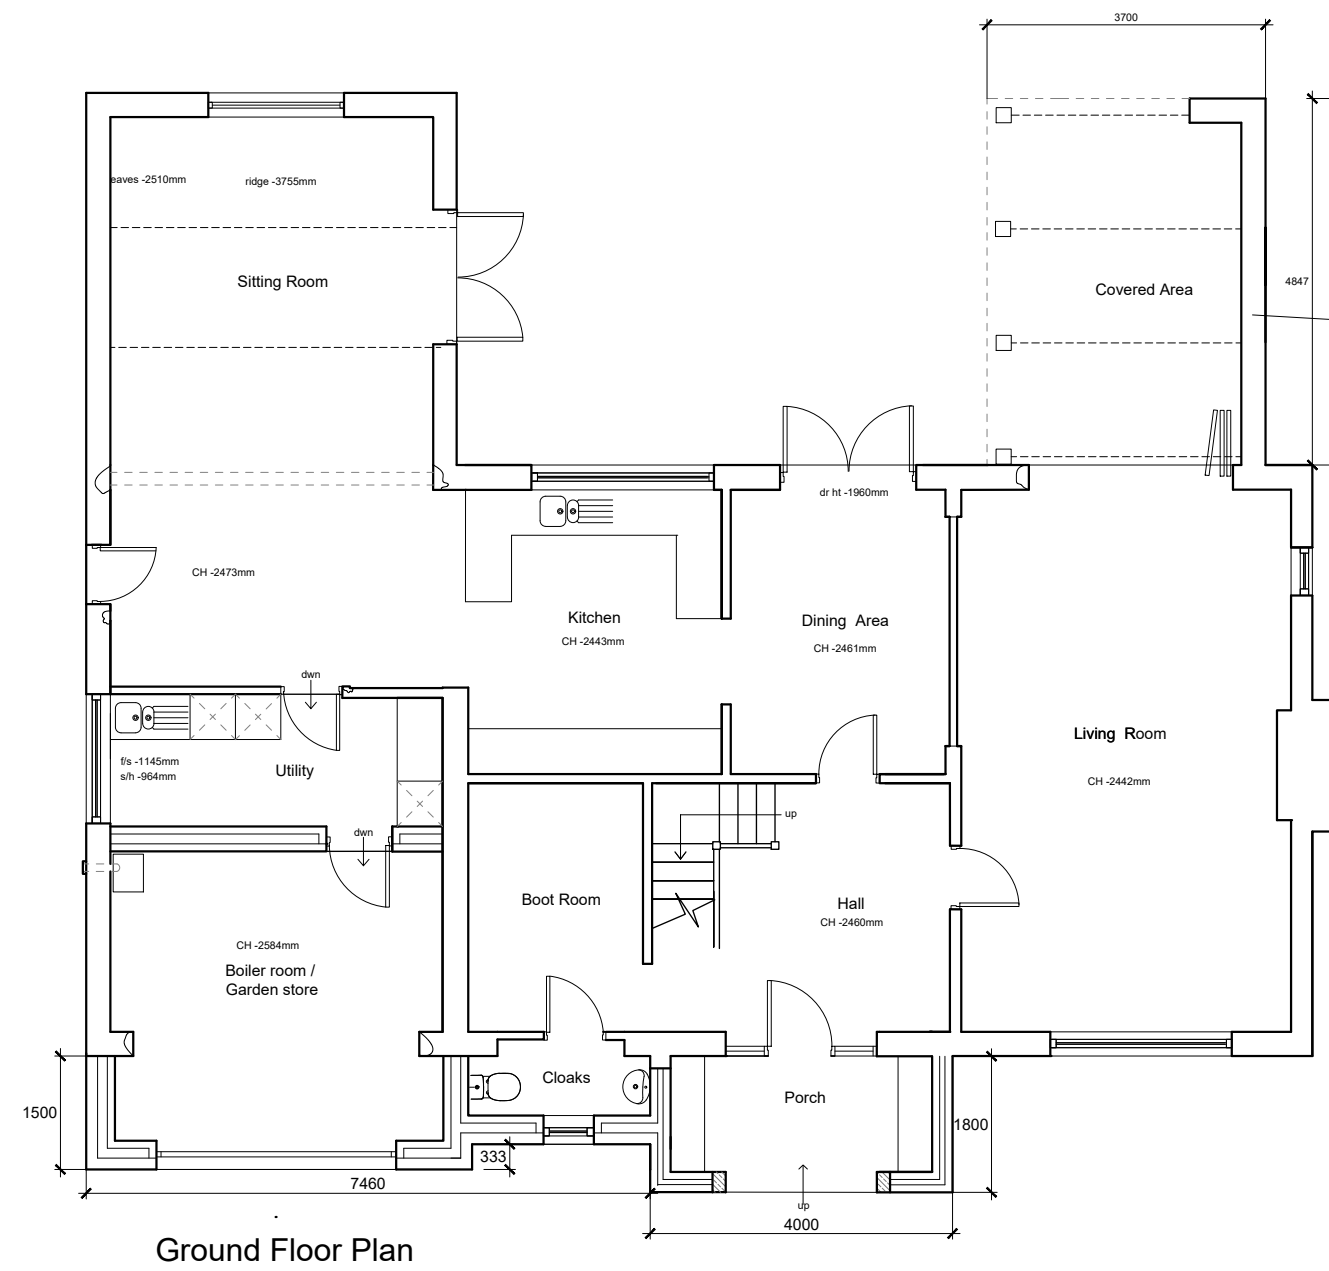 3700
eaves -2510mm
ridge -3755mm
Sitting Room
Covered Area
4847
dr ht -1960mm
CH -2473mm
Kitchen
CH -2443mm
Dining Area
CH -2461mm
dwn
f/s -1145mm
s/h -964mm
Utility
Living Room
CH -2442mm
up
dwn
Boot Room
Hall
CH -2460mm
CH -2584mm
Boiler room /
Garden store
Cloaks
Porch
1500
1800
333
7460
up
4000
Ground Floor Plan